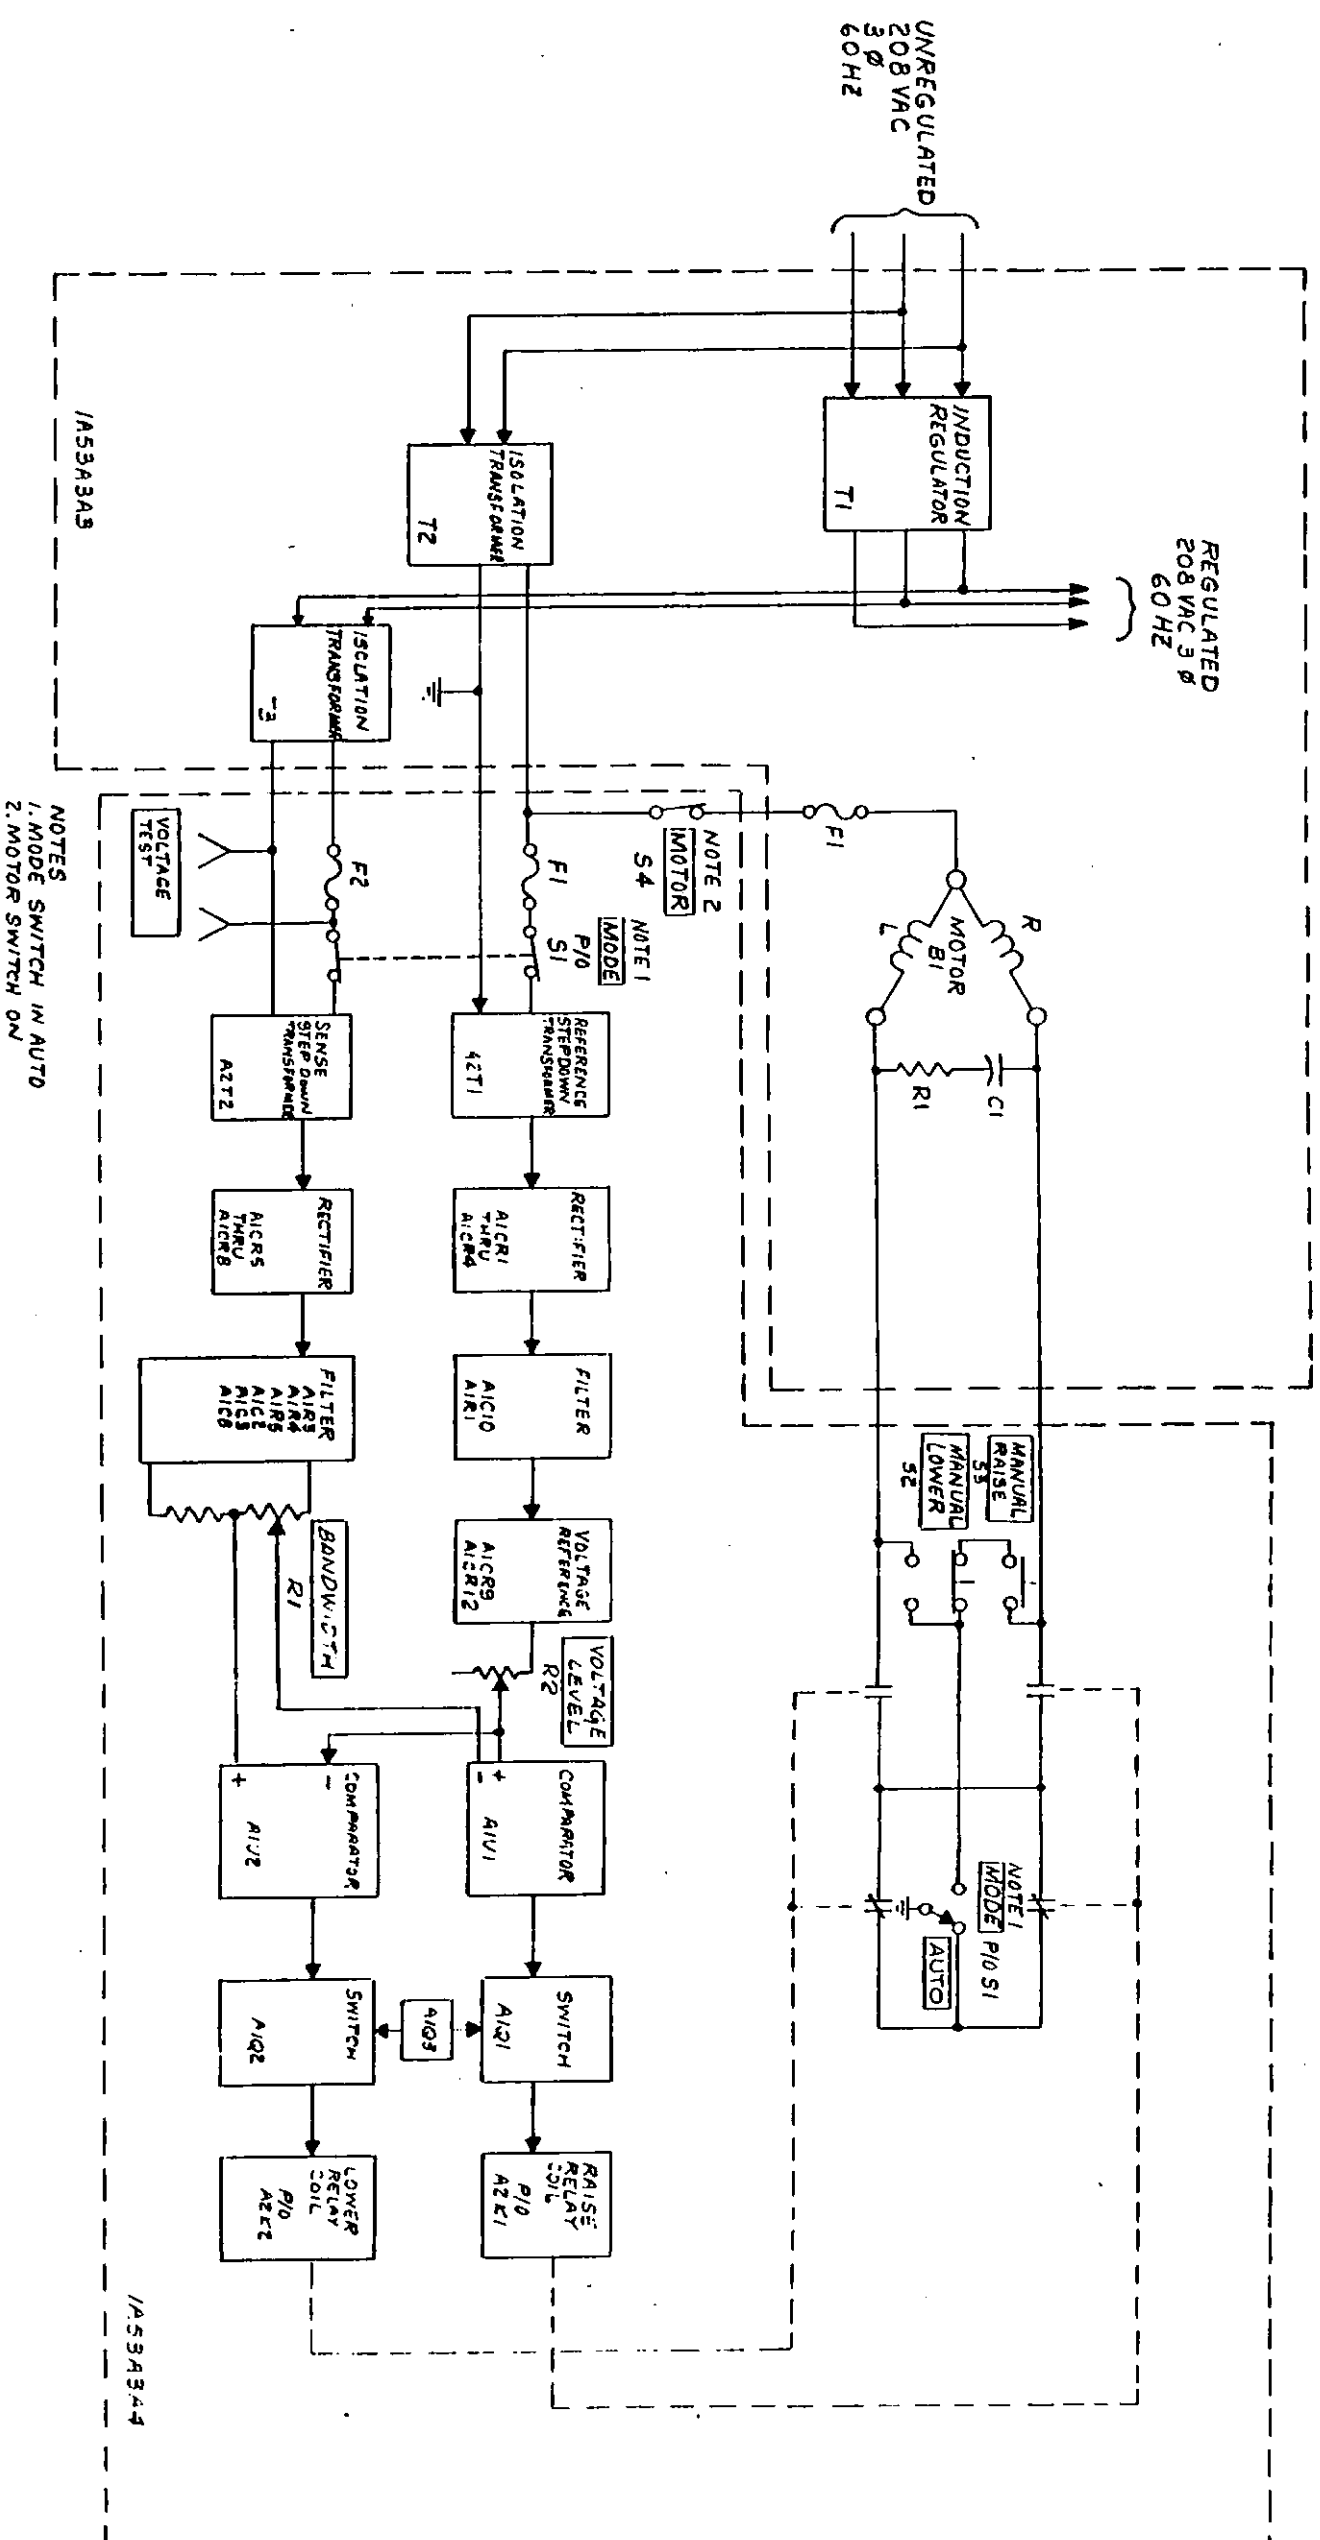 UNREGULATED
208 VAC
3 Ø
60HZ
REGULATED
208 VAC 3 Ø
60 HZ
INDUCTION
REGULATOR
T1
ISOLATION
TRANSFORMER
T2
ISOLATION
TRANSFORMER
T3
1A53A3A3
F1
R
MOTOR
B1
L
C1
R1
NOTE 2
MOTOR
S4
NOTE 1
MODE
P/O
S1
F1
F2
VOLTAGE
TEST
NOTES
1. MODE SWITCH IN AUTO
2. MOTOR SWITCH ON
REFERENCE
STEPDOWN
TRANSFORMER
A2T1
RECTIFIER
A1CR1
THRU
A1CR4
FILTER
A1C10
A1R1
VOLTAGE
REFERENCE
A1CR9
A1CR12
VOLTAGE
LEVEL
R2
COMPARATOR
+
-
A1U1
SWITCH
A1Q1
RAISE
RELAY
COIL
P/O
A2K1
SENSE
STEP DOWN
TRANSFORMER
A2T2
RECTIFIER
A1CR5
THRU
A1CR8
FILTER
A1R3
A1R4
A1R5
A1C2
A1C3
A1C8
BANDWIDTH
R1
COMPARATOR
-
+
A1U2
SWITCH
A1Q2
A1Q3
LOWER
RELAY
COIL
P/O
A2K2
MANUAL
RAISE
S3
MANUAL
LOWER
S2
NOTE 1
MODE P/O S1
AUTO
1A53A3A4